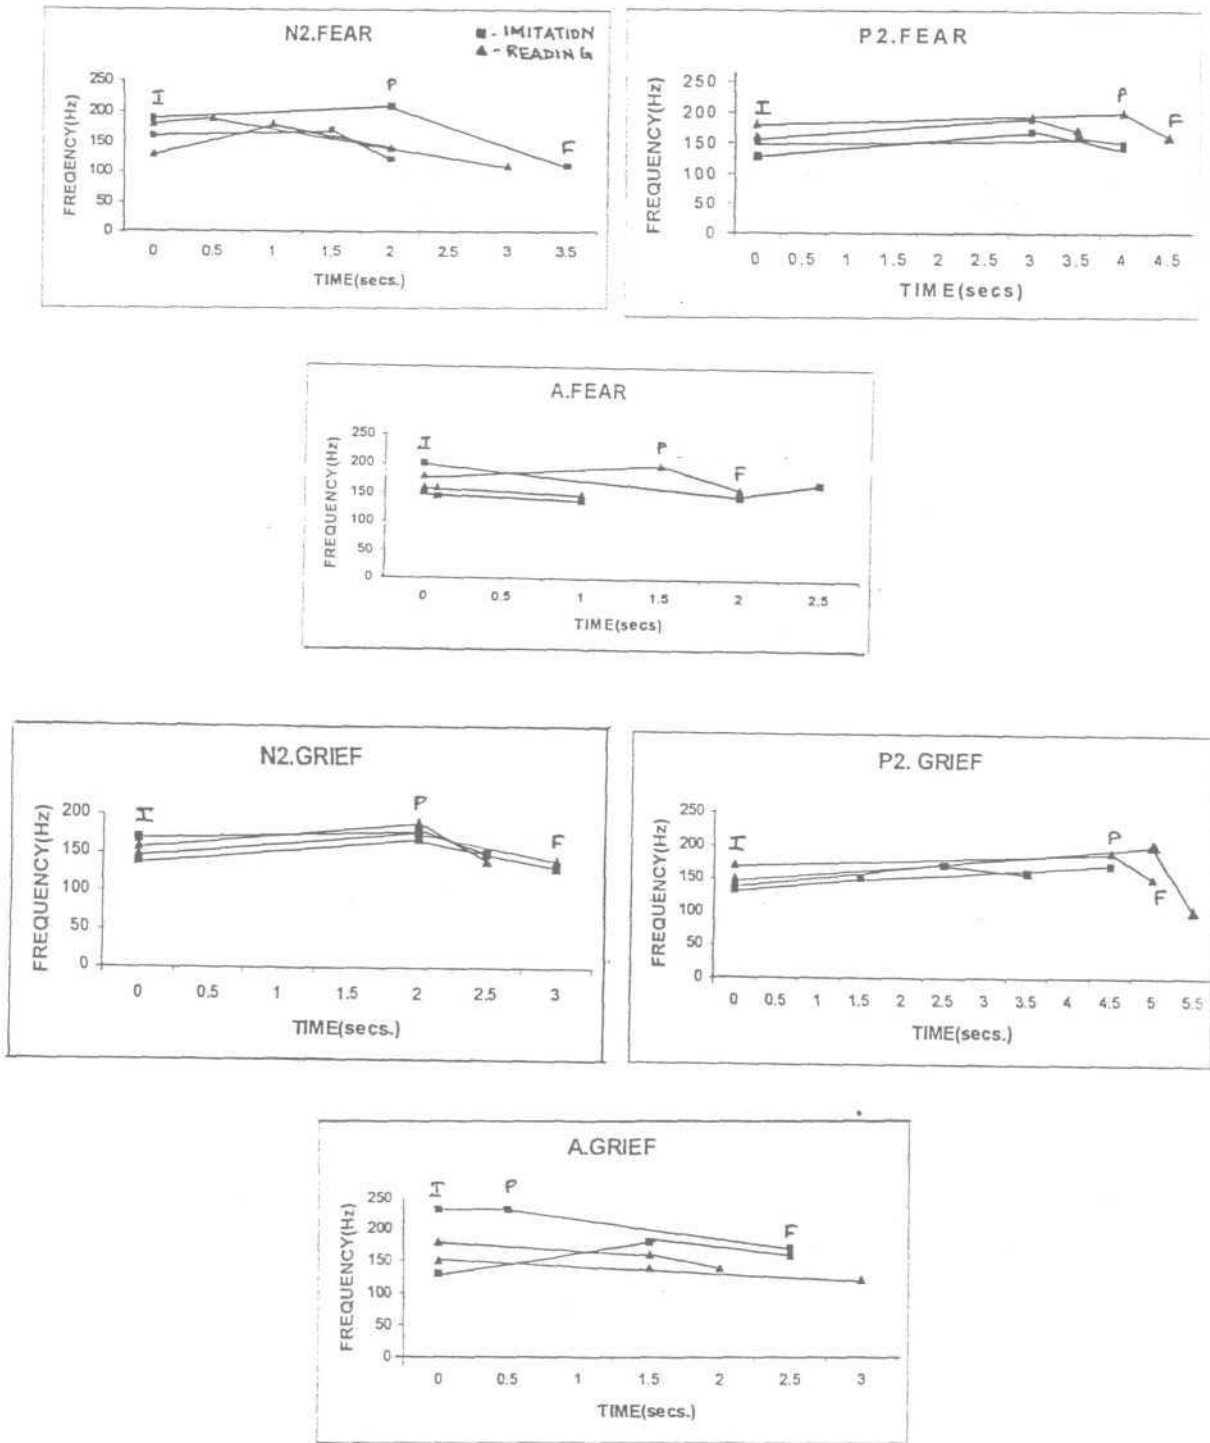 N2.FEAR
■ - IMITATION
▲ - READING
250
200
150
100
50
0
FREQUENCY(Hz)
I
P
F
0 0.5 1 1.5 2 3 3.5
TIME(secs.)
P2.FEAR
250
200
150
100
50
0
FREQUENCY(Hz)
I
P
F
0 0.5 1 1.5 2 2.5 3 3.5 4 4.5
TIME(secs)
A.FEAR
250
200
150
100
50
0
FREQUENCY(Hz)
I
P
F
0 0.5 1 1.5 2 2.5
TIME(secs)
N2.GRIEF
200
150
100
50
0
FREQUENCY(Hz)
I
P
F
0 0.5 1 1.5 2 2.5 3
TIME(secs.)
P2. GRIEF
250
200
150
100
50
0
FREQUENCY(Hz)
I
P
F
0 0.5 1 1.5 2 2.5 3 3.5 4 4.5 5 5.5
TIME(secs.)
A.GRIEF
250
200
150
100
50
0
FREQUENCY(Hz)
I
P
F
0 0.5 1 1.5 2 2.5 3
TIME(secs.)